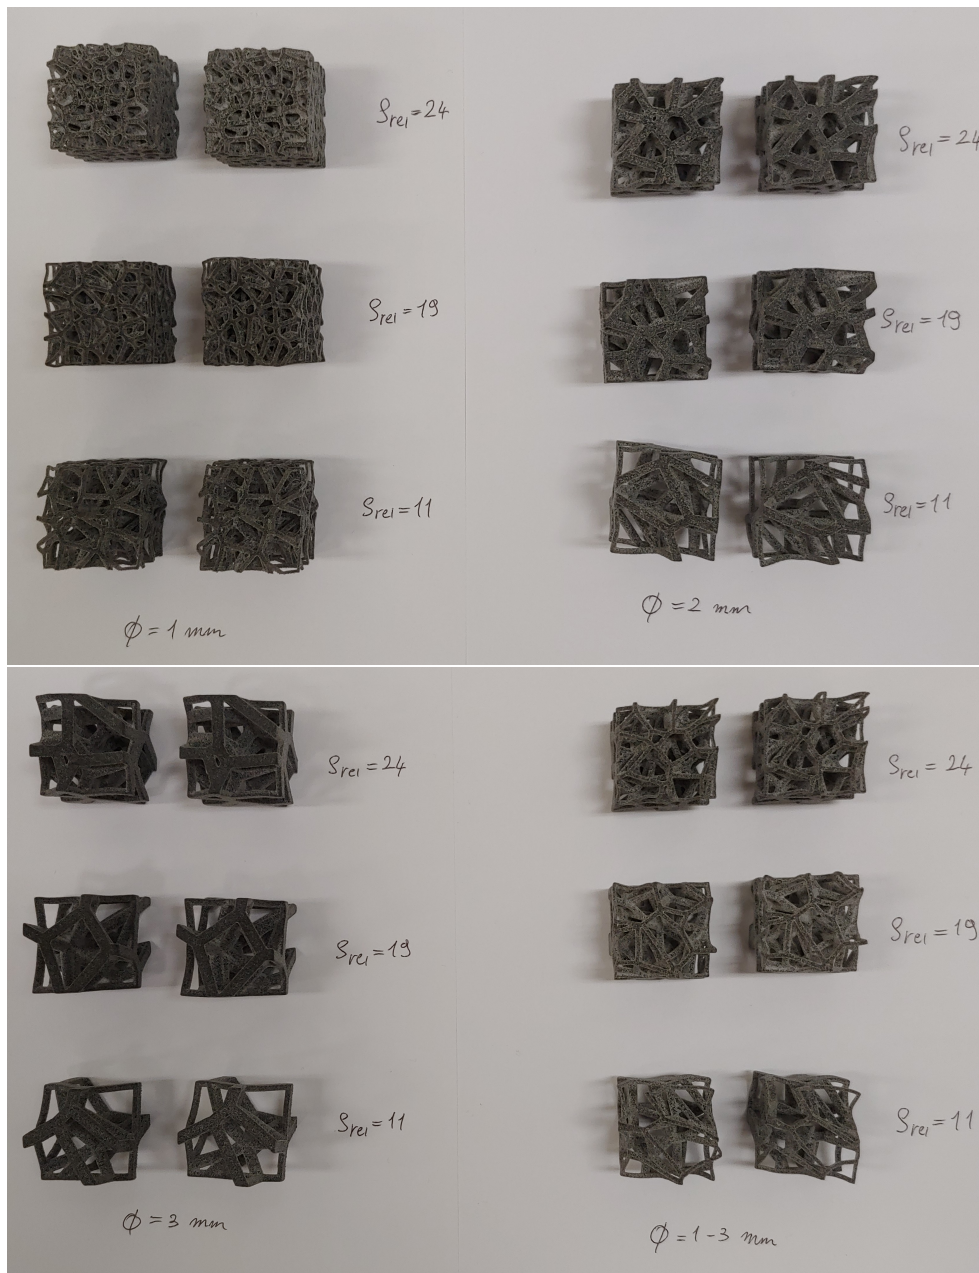 ρrel = 24
ρrel = 19
ρrel = 11
ϕ = 1 mm
ρrel = 24
ρrel = 19
ρrel = 11
ϕ = 2 mm
ρrel = 24
ρrel = 19
ρrel = 11
ϕ = 3 mm
ρrel = 24
ρrel = 19
ρrel = 11
ϕ = 1 - 3 mm